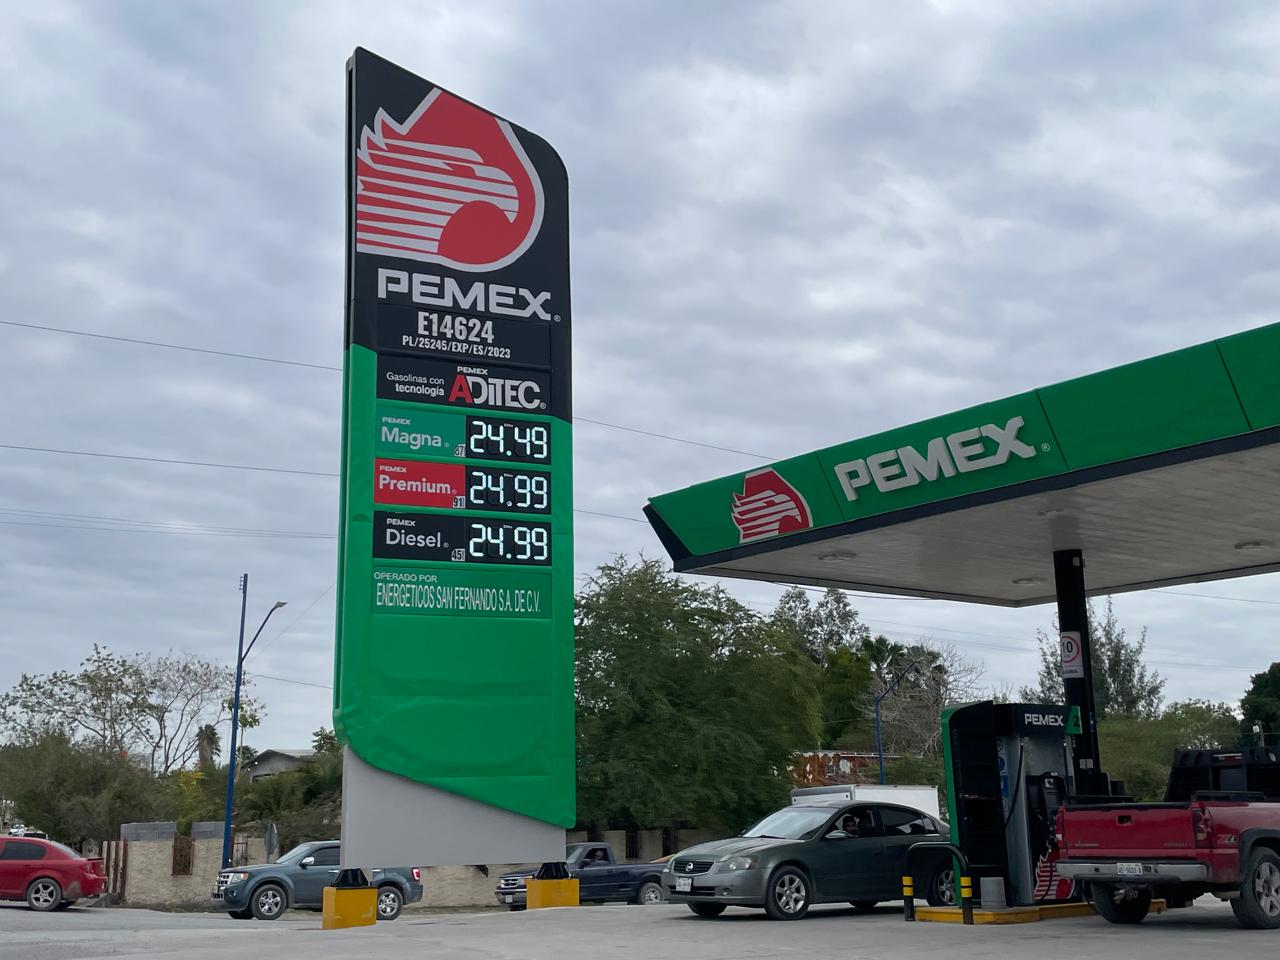 PEMEX®
E14624
PL/25245/EXP/ES/2023
Gasolinas con
tecnología
PEMEX
ADITEC®
PEMEX
Magna®
87
24.49
PEMEX
Premium®
91
24.99
PEMEX
Diesel®
45
24.99
OPERADO POR
ENERGETICOS SAN FERNANDO S.A. DE C.V.
PEMEX®
10
PEMEX
2